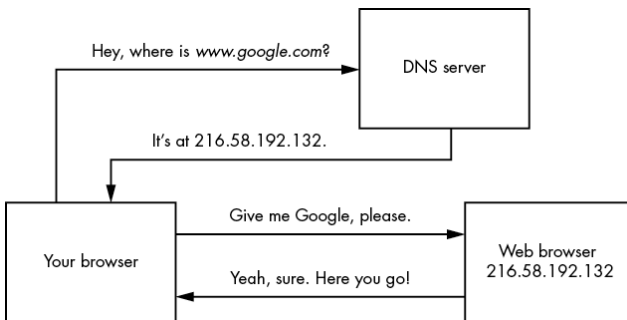 Hey, where is www.google.com?
DNS server
It's at 216.58.192.132.
Give me Google, please.
Your browser
Web browser
216.58.192.132
Yeah, sure. Here you go!